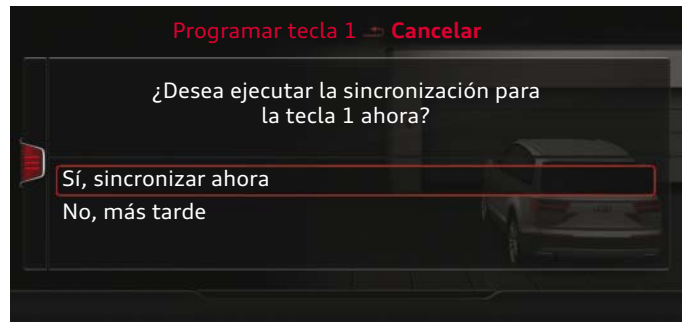 Programar tecla 1 Cancelar
¿Desea ejecutar la sincronización para
la tecla 1 ahora?
Sí, sincronizar ahora
No, más tarde